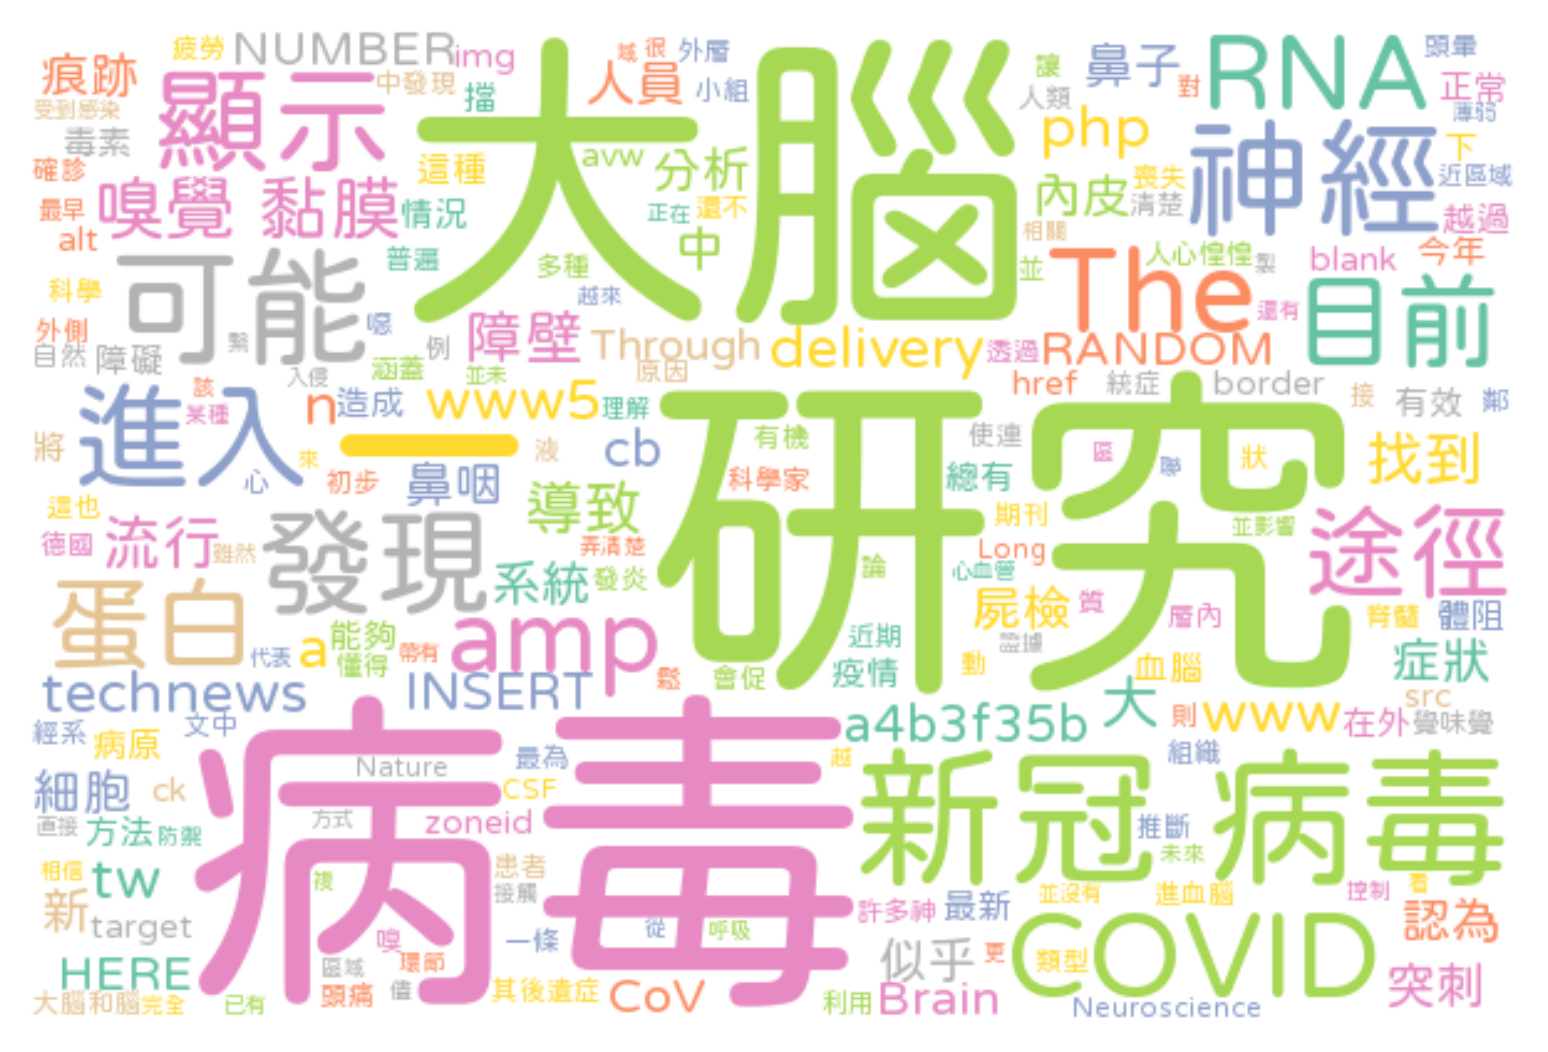 疲勞 NUMBER img 域 很 外層 讓 鼻子 RNA 頭暈
痕跡 顯示 中發現 擋 人員 小組 大腦 人類 對 正常
受到感染 毒素 avw 分析 php 神經 薄弱 下
確診 嗅覺 黏膜 這種 正在 還不 內皮 喪失 清楚 近區域
最早 情況 中 相關 越過
alt 可能 普遍 多種 並 The 人心惶惶 製 blank 今年
科學 越來 還有 目前
外側 噁 障壁 Through delivery 透過 RANDOM
自然 障礙 繫 例 原因
入侵 涵蓋 並未 href 統症 border
該 進入 n 造成 www5 理解 研究 接 有效 鄰
某種 一 cb 有機 使連 找到
將 來 液 區 聯 狀
心 初步 鼻咽 科學家 總有
這也 發現 導致 期刊 並影響 途徑
德國 流行 雖然 弄清楚 Long
系統 發炎 論 心血管
蛋白 屍檢 質 層內 脊髓 體阻
能夠 近期 證據
代表 a 懂得 帶有 amp 鬆 會促 疫情 動 血腦 症狀
technews INSERT 大 src
經系 文中 病毒 a4b3f35b 則 www 在外 覺味覺
病原 Nature 最為 越 組織
細胞 ck CSF 新冠病毒
直接 方法 防禦 方式 zoneid 推斷
相信 tw 複 患者 未來
新 接觸 並沒有 進血腦 控制 看
target 嗅 一條 從 呼吸 許多神 最新 認為
HERE 區域 環節 似乎 更 COVID 類型
頭痛 儘 其後遺症 CoV Brain 突刺
大腦和腦 完全 已有 利用 Neuroscience